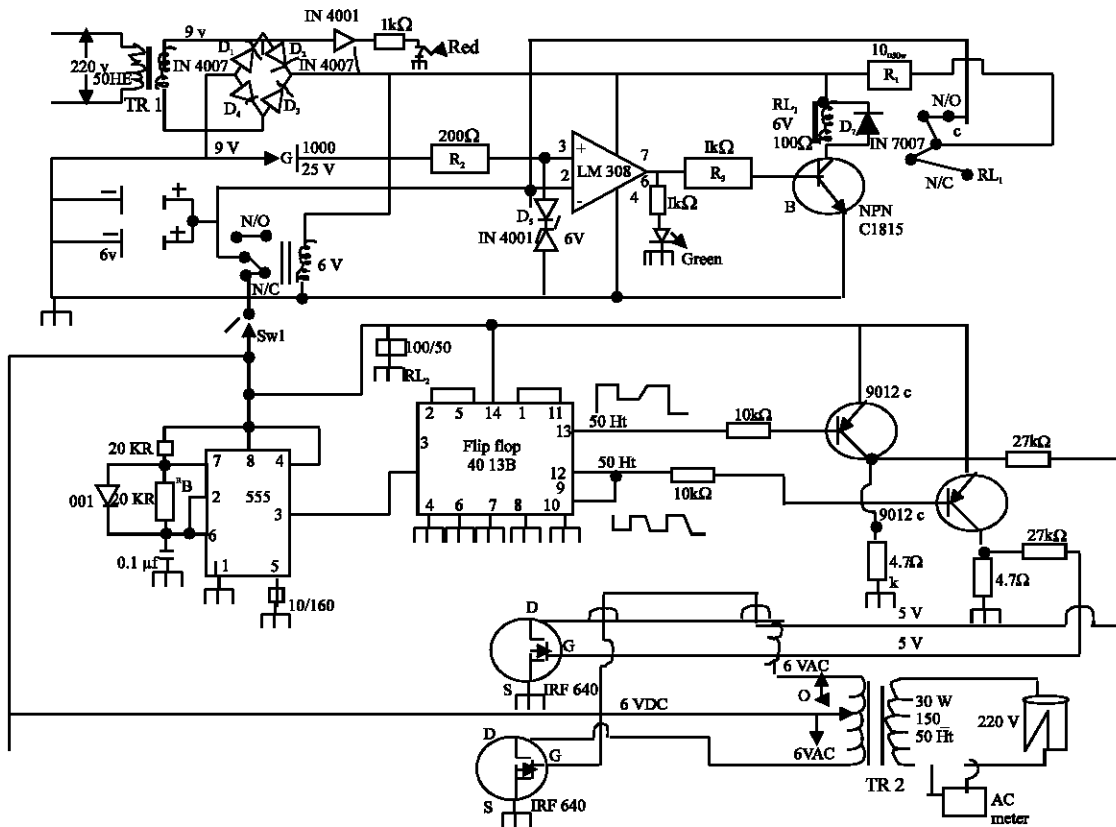 IN 4001
9 v
1kΩ
Red
D1
D2
220 v
50HE
IN 4007
IN 4007
TR 1
D4
D3
10
R1
RL2
6V
100Ω
D7
IN 7007
N/O
c
N/C
RL1
9 V
G
1000
25 V
200Ω
R2
3
+
2
-
LM 308
7
6
4
1kΩ
R3
1kΩ
Green
B
NPN
C1815
D5
IN 4001
6V
6v
−
+
−
+
N/O
6 V
N/C
Sw1
100/50
RL2
2
5
14
1
11
3
13
Flip flop
40 13B
12
9
4
6
7
8
10
50 Ht
50 Ht
10kΩ
10kΩ
9012 c
27kΩ
9012 c
27kΩ
4.7Ω
k
4.7Ω
20 KR
7
8
4
001
20 KR
B
2
555
3
6
0.1 µf
1
5
10/160
D
G
S
IRF 640
5 V
5 V
6 VAC
O
6 VDC
6VAC
30 W
150
50 Ht
220 V
TR 2
AC
meter
D
G
S
IRF 640